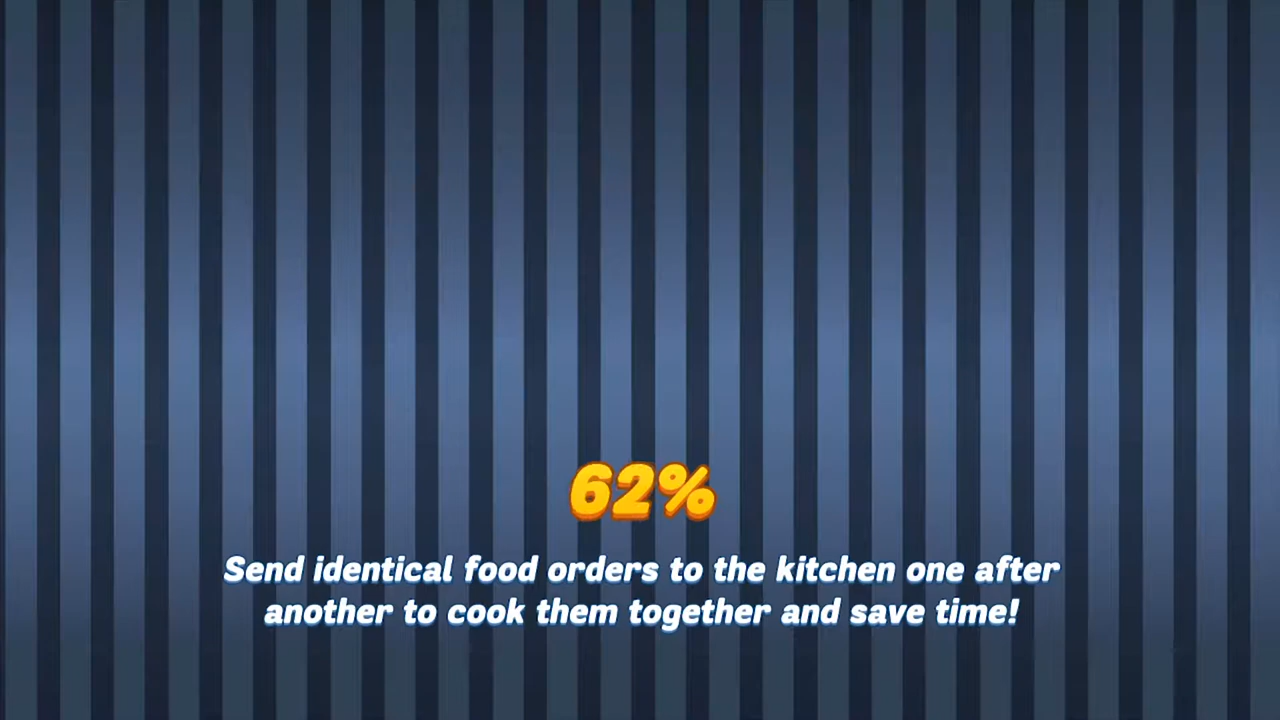 62%
Send identical food orders to the kitchen one after
another to cook them together and save time!